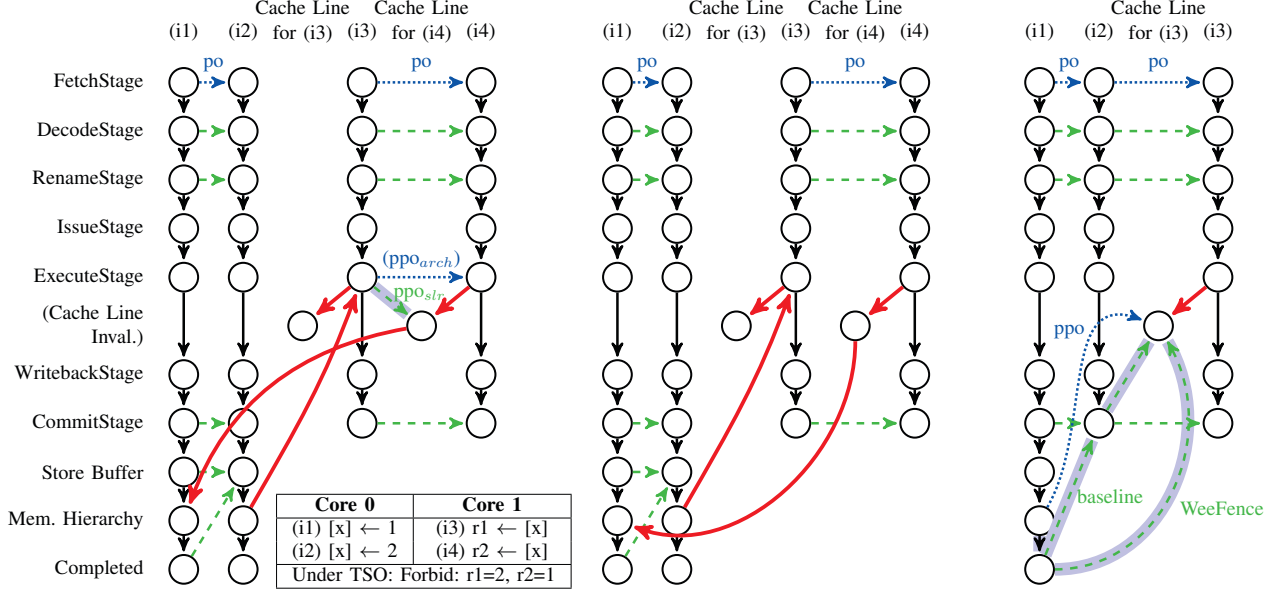 Cache Line Cache Line
(i1) (i2) for (i3) (i3) for (i4) (i4)
Cache Line Cache Line
(i1) (i2) for (i3) (i3) for (i4) (i4)
Cache Line
(i1) (i2) for (i3) (i3)
po po po po po po
FetchStage
DecodeStage
RenameStage
IssueStage
ExecuteStage
(ppo_arch)
ppo_slr
(Cache Line
Inval.)
ppo
WritebackStage
CommitStage
Store Buffer
baseline
WeeFence
Mem. Hierarchy
Completed
Core 0 Core 1
(i1) [x] ← 1 (i3) r1 ← [x]
(i2) [x] ← 2 (i4) r2 ← [x]
Under TSO: Forbid: r1=2, r2=1